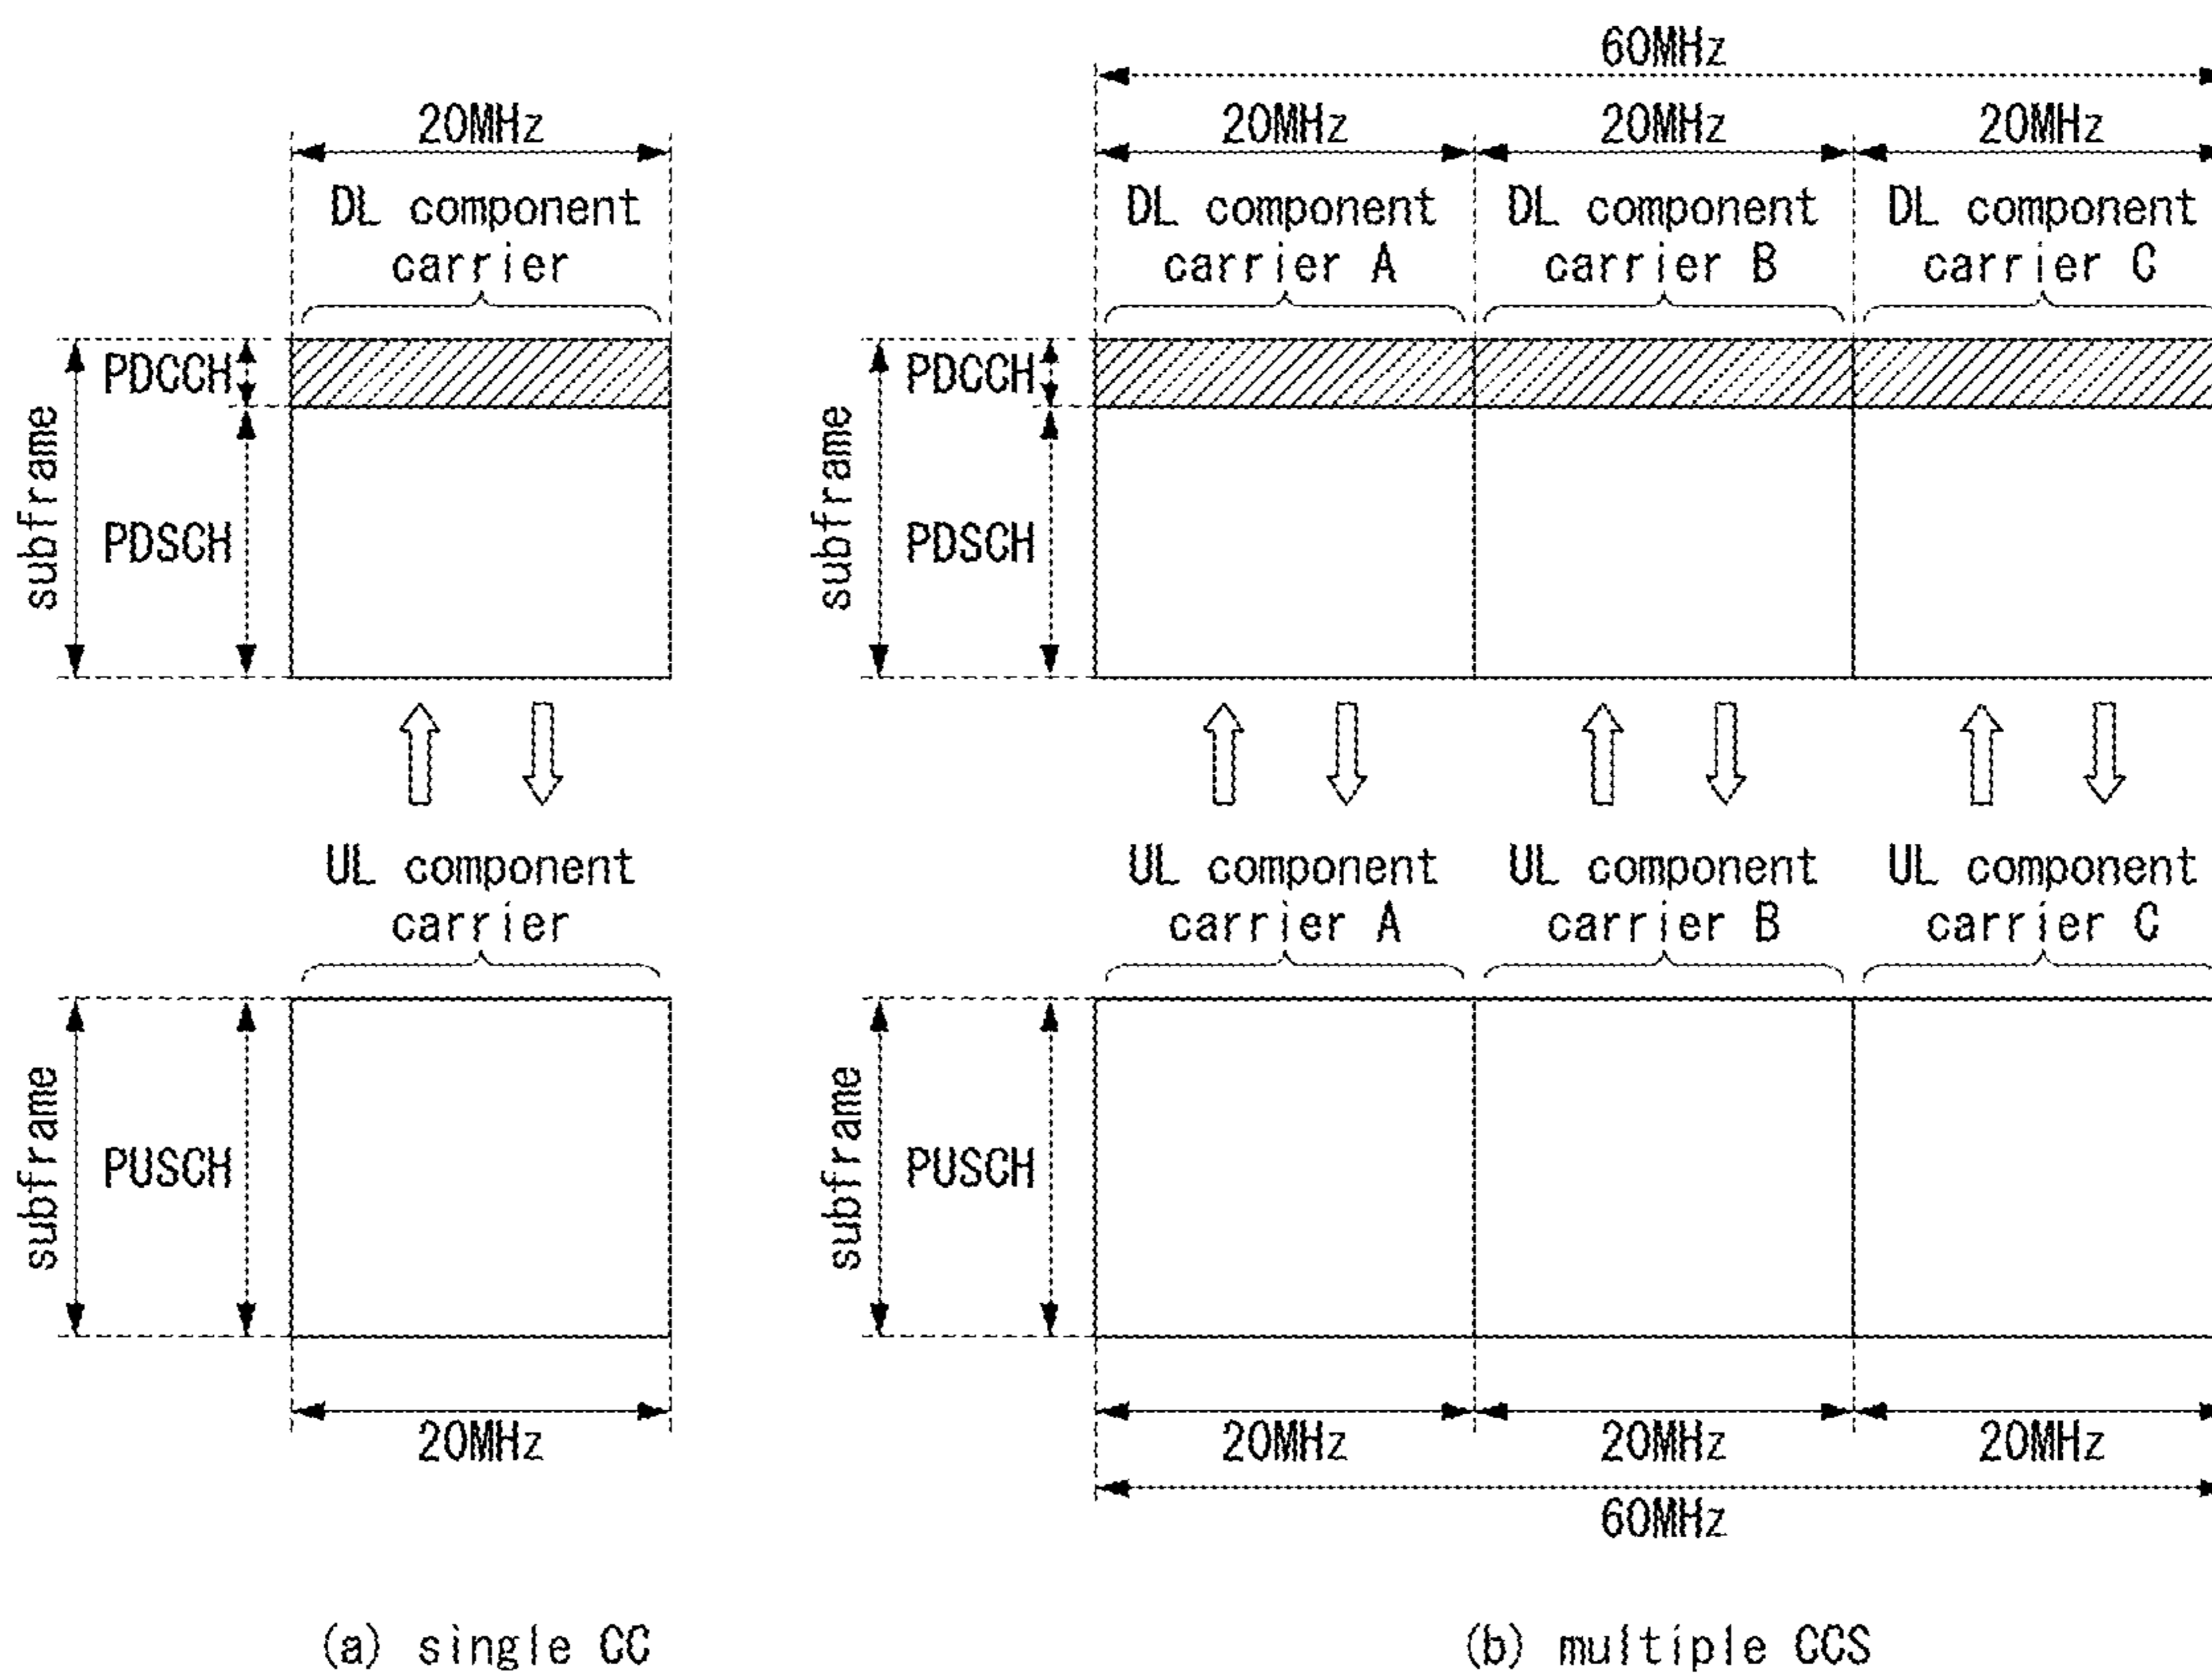 20MHz
DL component
carrier
subframe
PDCCH
PDSCH
UL component
carrier
subframe
PUSCH
20MHz
(a) single CC
60MHz
20MHz
20MHz
20MHz
DL component
carrier A
DL component
carrier B
DL component
carrier C
subframe
PDCCH
PDSCH
UL component
carrier A
UL component
carrier B
UL component
carrier C
subframe
PUSCH
20MHz
20MHz
20MHz
60MHz
(b) multiple CCS